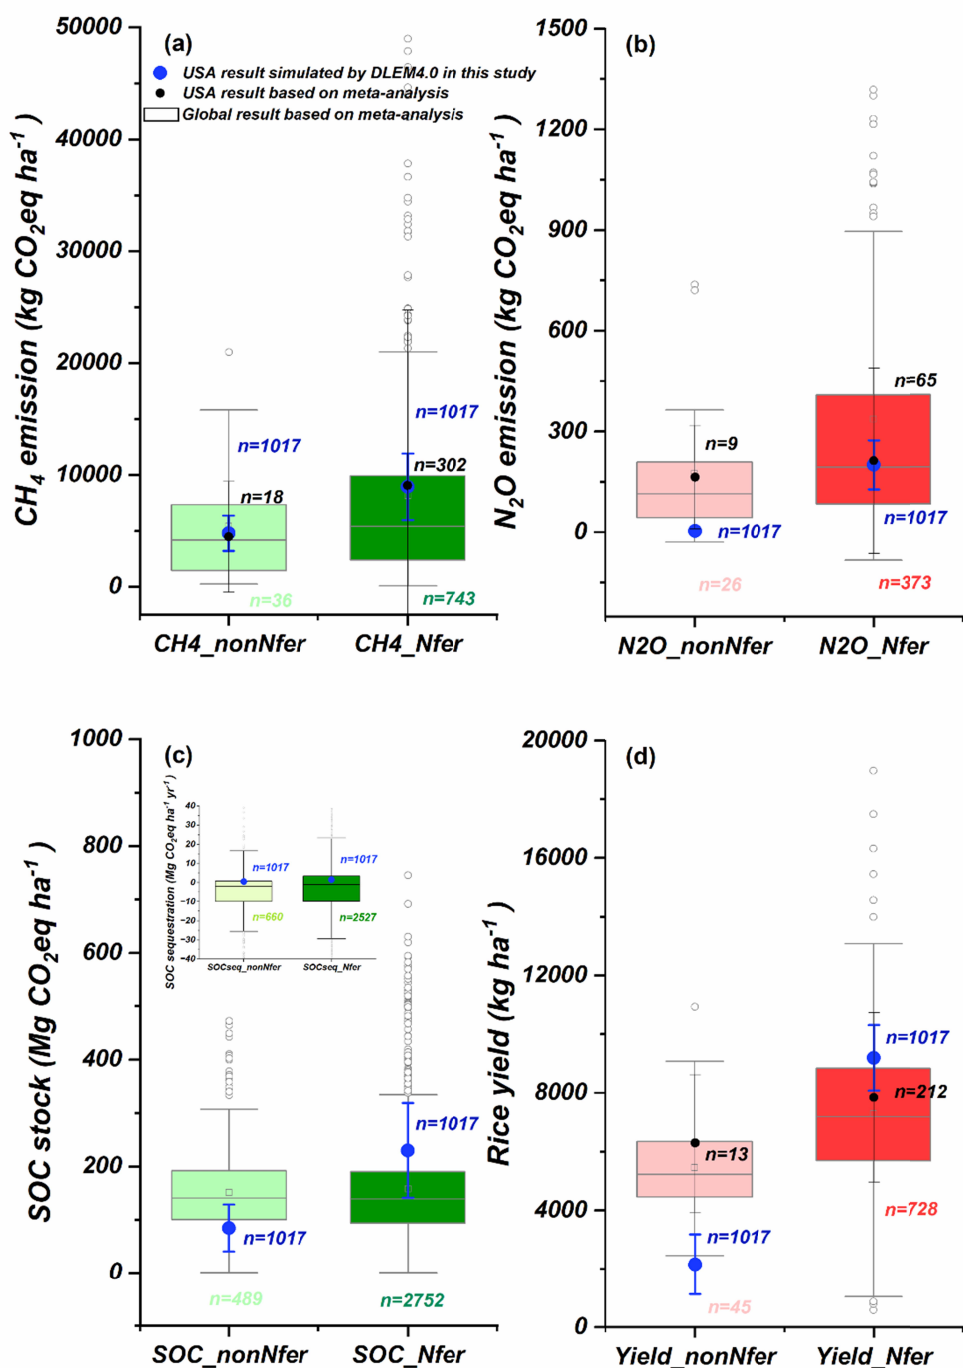 (a)
USA result simulated by DLEM4.0 in this study
USA result based on meta-analysis
Global result based on meta-analysis
CH4 emission (kg CO2eq ha-1)
50000
40000
30000
20000
10000
0
n=1017
n=18
n=36
n=1017
n=302
n=743
CH4_nonNfer
CH4_Nfer
(b)
N2O emission (kg CO2eq ha-1)
1500
1200
900
600
300
0
n=9
n=1017
n=26
n=65
n=1017
n=373
N2O_nonNfer
N2O_Nfer
(c)
SOC stock (Mg CO2eq ha-1)
1000
800
600
400
200
0
SOC sequestration (Mg CO2eq ha-1 yr-1)
40
30
20
10
0
-10
-20
-30
-40
n=1017
n=660
n=1017
n=2527
SOCseq_nonNfer
SOCseq_Nfer
n=1017
n=489
n=1017
n=2752
SOC_nonNfer
SOC_Nfer
(d)
Rice yield (kg ha-1)
20000
16000
12000
8000
4000
0
n=13
n=1017
n=45
n=1017
n=212
n=728
Yield_nonNfer
Yield_Nfer